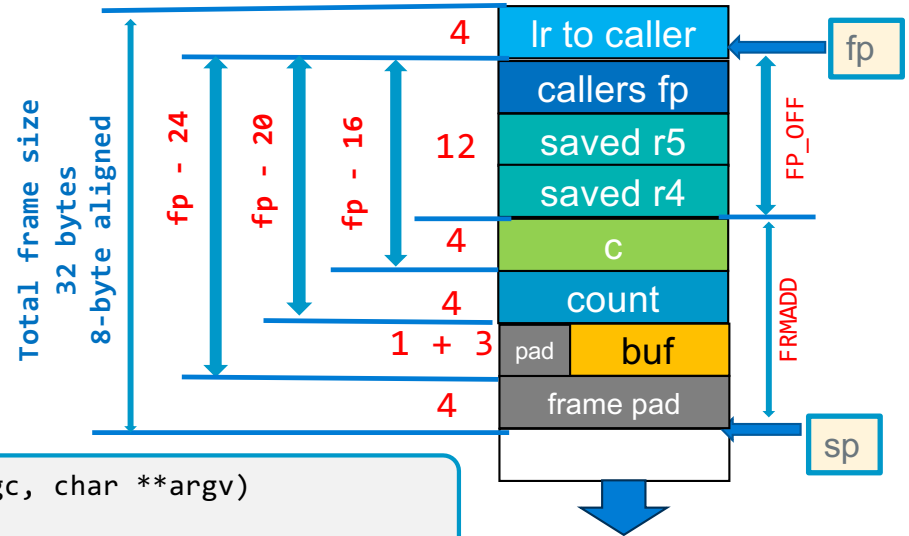 Total frame size
32 bytes
8-byte aligned
fp - 24
fp - 20
fp - 16
4
12
4
4
1 + 3
4
lr to caller
callers fp
saved r5
saved r4
c
count
pad
buf
frame pad
fp
FP_OFF
FRMADD
sp
gc, char **argv)